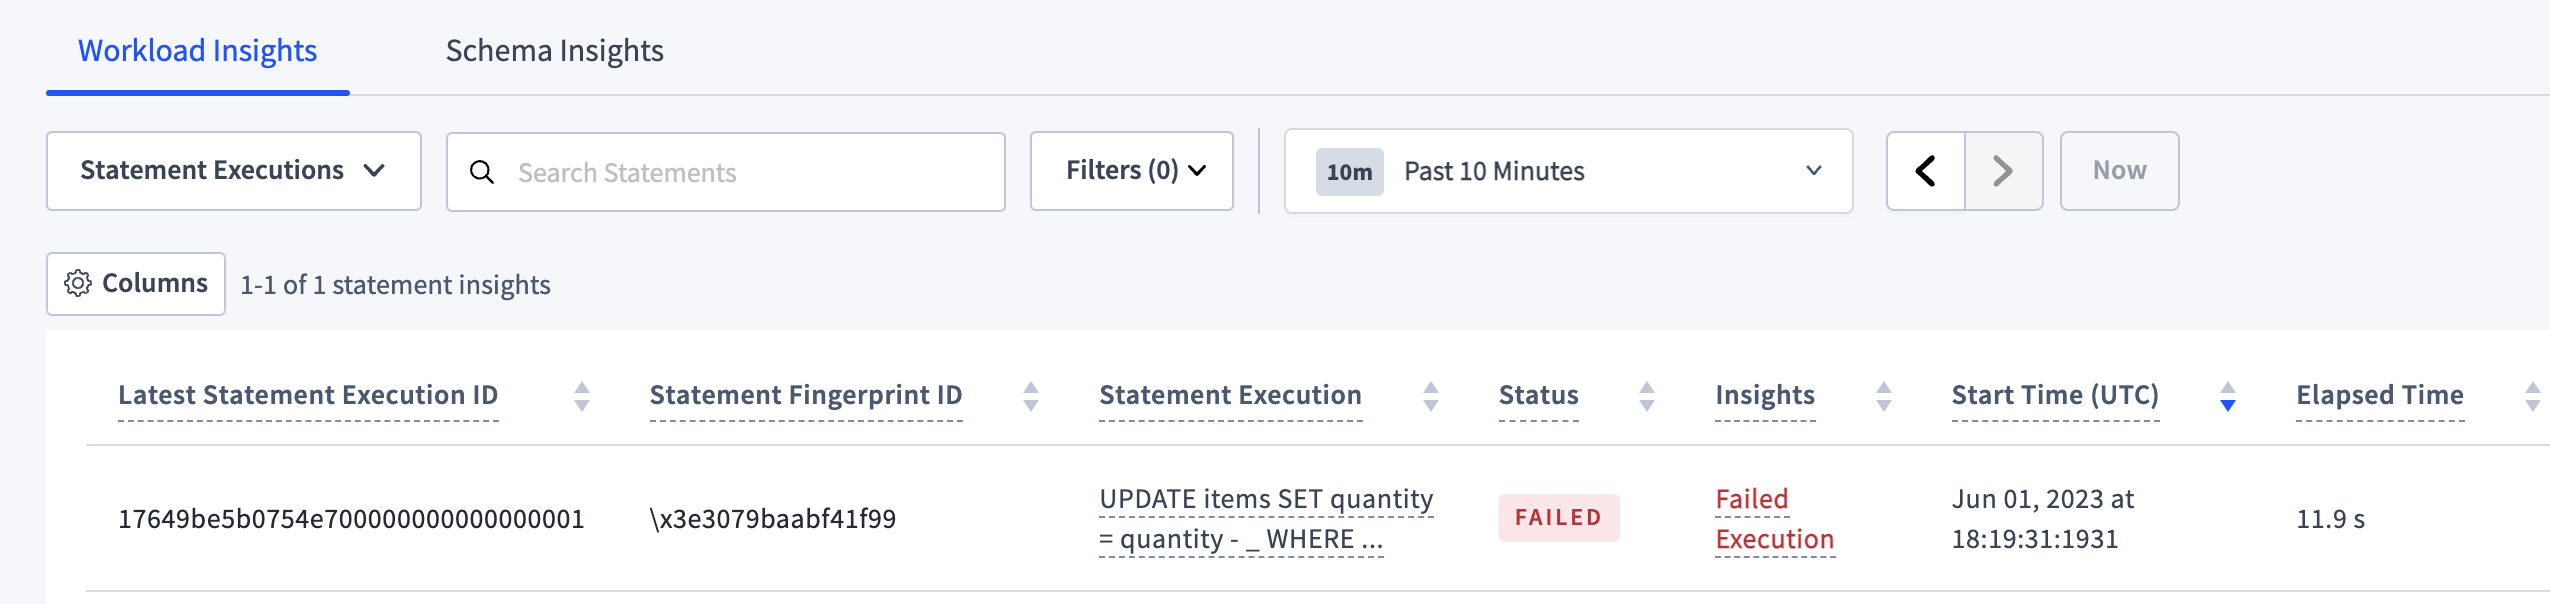 Workload Insights
Schema Insights
Statement Executions
Search Statements
Filters (0)
10m Past 10 Minutes
Now
Columns
1-1 of 1 statement insights
Latest Statement Execution ID
Statement Fingerprint ID
Statement Execution
Status
Insights
Start Time (UTC)
Elapsed Time
17649be5b0754e700000000000000001
\x3e3079baabf41f99
UPDATE items SET quantity
= quantity - _ WHERE ...
FAILED
Failed
Execution
Jun 01, 2023 at
18:19:31:1931
11.9 s